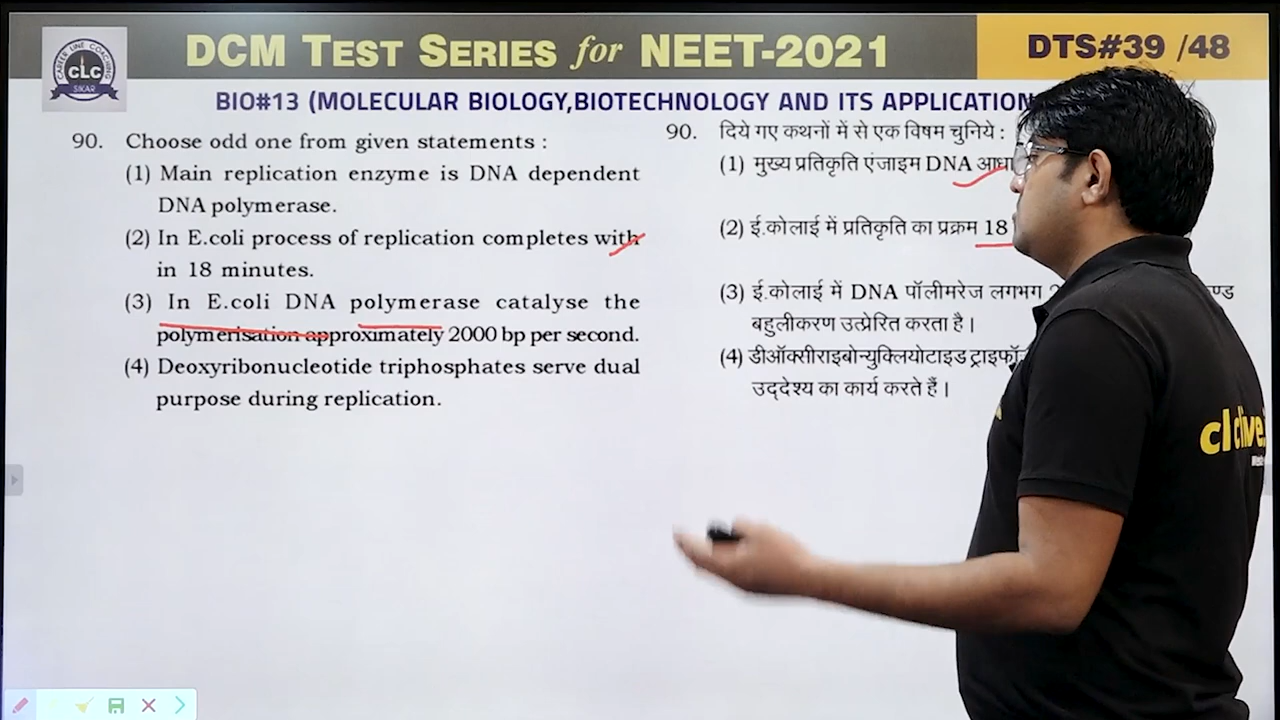 DCM TEST SERIES for NEET-2021
DTS#39 /48
CAREER LINE COACHING
CLC
SIKAR
BIO#13 (MOLECULAR BIOLOGY,BIOTECHNOLOGY AND ITS APPLICATION
90. Choose odd one from given statements :
(1) Main replication enzyme is DNA dependent
DNA polymerase.
(2) In E.coli process of replication completes with
in 18 minutes.
(3) In E.coli DNA polymerase catalyse the
polymerisation approximately 2000 bp per second.
(4) Deoxyribonucleotide triphosphates serve dual
purpose during replication.
90. दिये गए कथनों में से एक विषम चुनिये :
(1) मुख्य प्रतिकृति एंजाइम DNA
(2) ई.कोलाई में प्रतिकृति का प्रक्रम 18
(3) ई.कोलाई में DNA पॉलीमरेज लगभग
बहुलीकरण उत्प्रेरित करता है।
(4) डीऑक्सीराइबोन्युक्लियोटाइड
उद्देश्य का कार्य करते हैं।